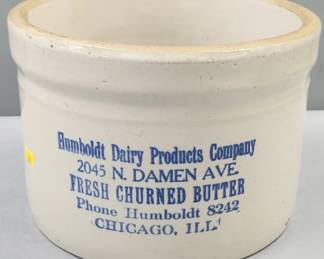 Humboldt Dairy Products Company
2045 N. DAMEN AVE.
FRESH CHURNED BUTTER
Phone Humboldt 8242
CHICAGO, ILL.